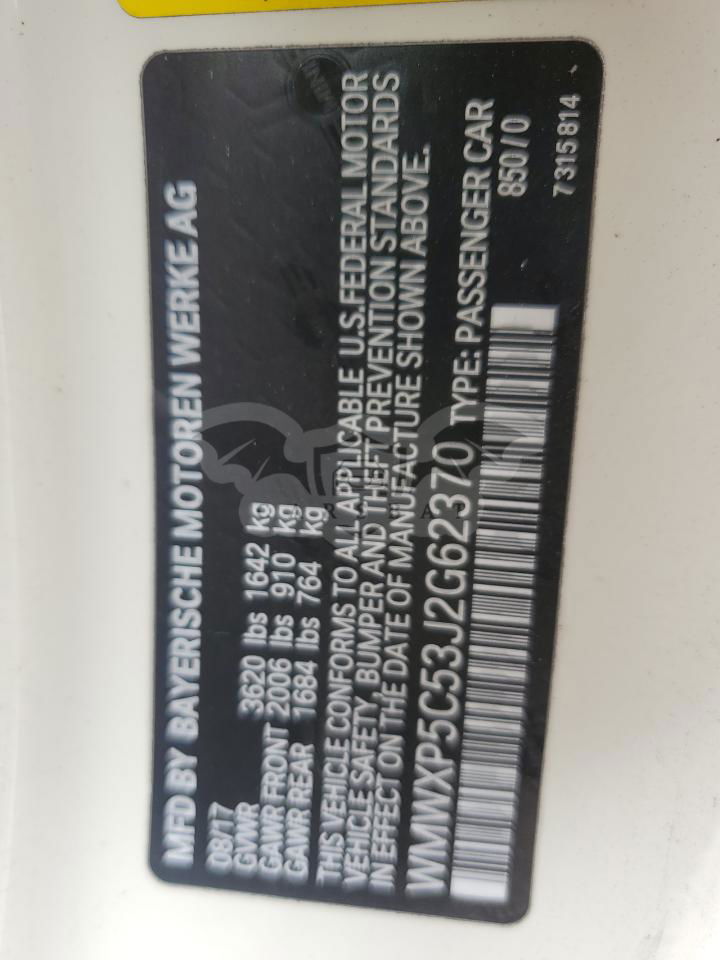 MINI
MFD BY BAYERISCHE MOTOREN WERKE AG
08/17
GVWR 3620 lbs 1642 kg
GAWR FRONT 2006 lbs 910 kg
GAWR REAR 1684 lbs 764 kg
THIS VEHICLE CONFORMS TO ALL APPLICABLE U.S.FEDERAL MOTOR
VEHICLE SAFETY, BUMPER AND THEFT PREVENTION STANDARDS
IN EFFECT ON THE DATE OF MANUFACTURE SHOWN ABOVE.
WMWXP5C53J2G62370 TYPE: PASSENGER CAR
850/0
7315814